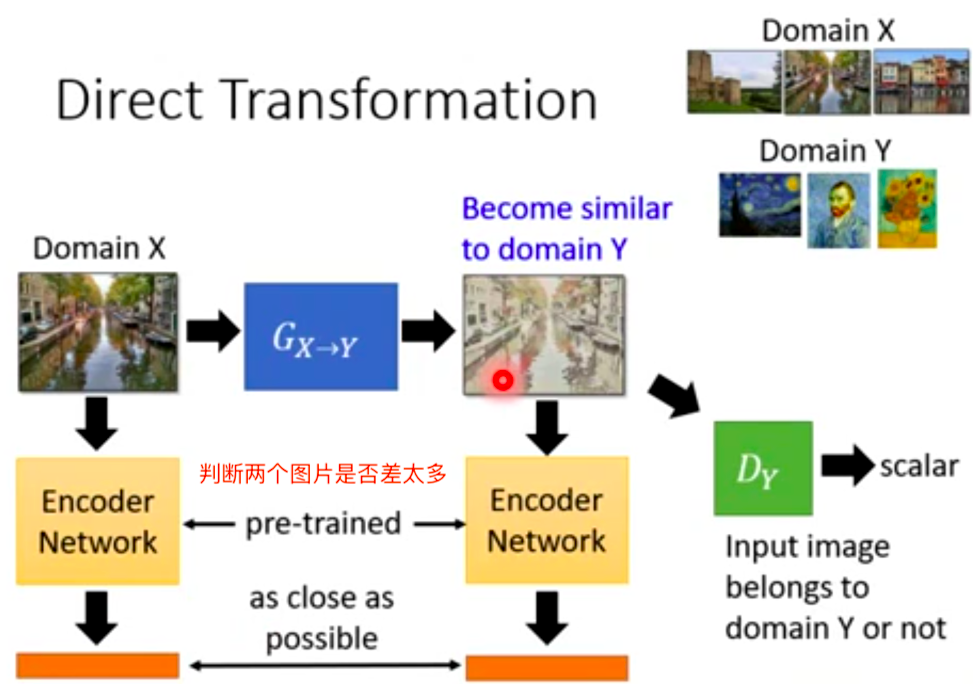 Direct Transformation
Domain X
Domain Y
Become similar
to domain Y
Domain X
G_{X→Y}
Encoder
Network
判断两个图片是否差太多
pre-trained
Encoder
Network
as close as
possible
D_Y
scalar
Input image
belongs to
domain Y or not